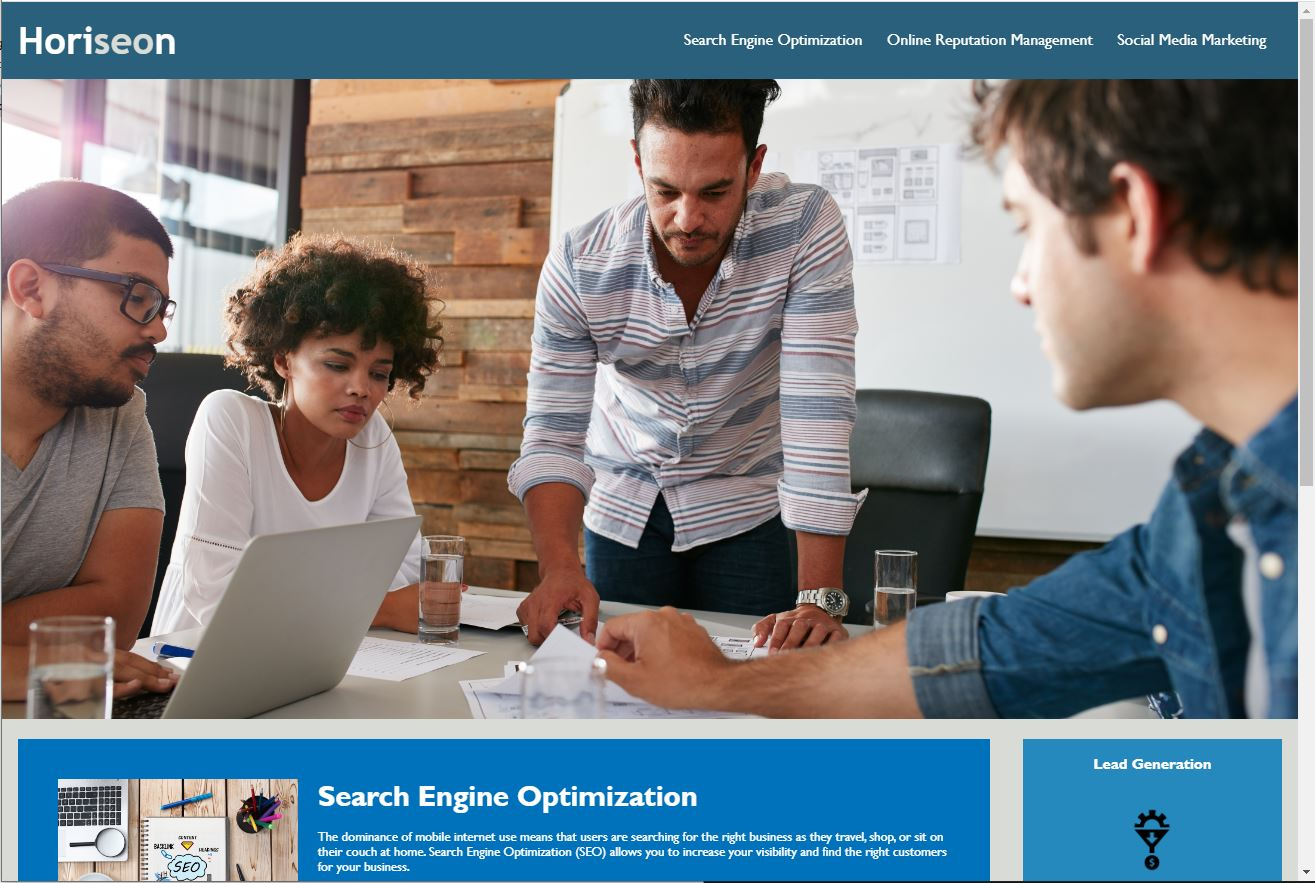 Horiseon
Search Engine Optimization
Online Reputation Management
Social Media Marketing
Search Engine Optimization
The dominance of mobile internet use means that users are searching for the right business as they travel, shop, or sit on
their couch at home. Search Engine Optimization (SEO) allows you to increase your visibility and find the right customers
for your business.
CONTENT
BACKLINK
HEADINGS
SEO
Lead Generation
$